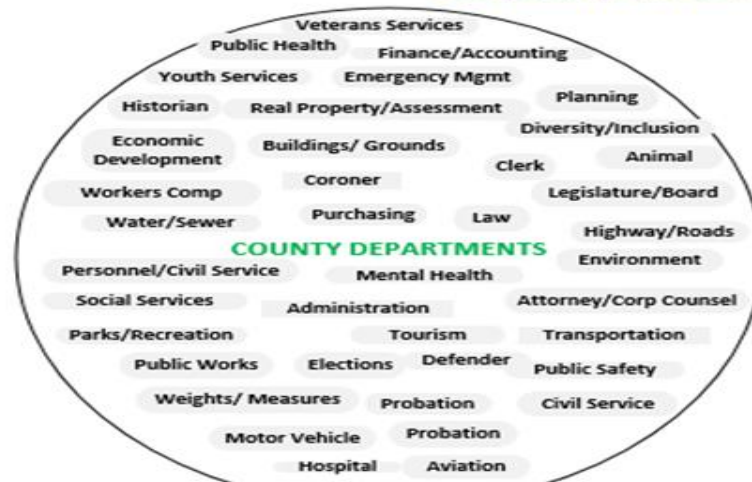 Veterans Services
Public Health
Finance/Accounting
Youth Services
Emergency Mgmt
Historian
Real Property/Assessment
Planning
Diversity/Inclusion
Economic
Development
Buildings/ Grounds
Clerk
Animal
Coroner
Workers Comp
Legislature/Board
Water/Sewer
Purchasing
Law
Highway/Roads
COUNTY DEPARTMENTS
Environment
Personnel/Civil Service
Mental Health
Social Services
Administration
Attorney/Corp Counsel
Parks/Recreation
Tourism
Transportation
Public Works
Elections
Defender
Public Safety
Weights/ Measures
Probation
Civil Service
Motor Vehicle
Probation
Hospital
Aviation